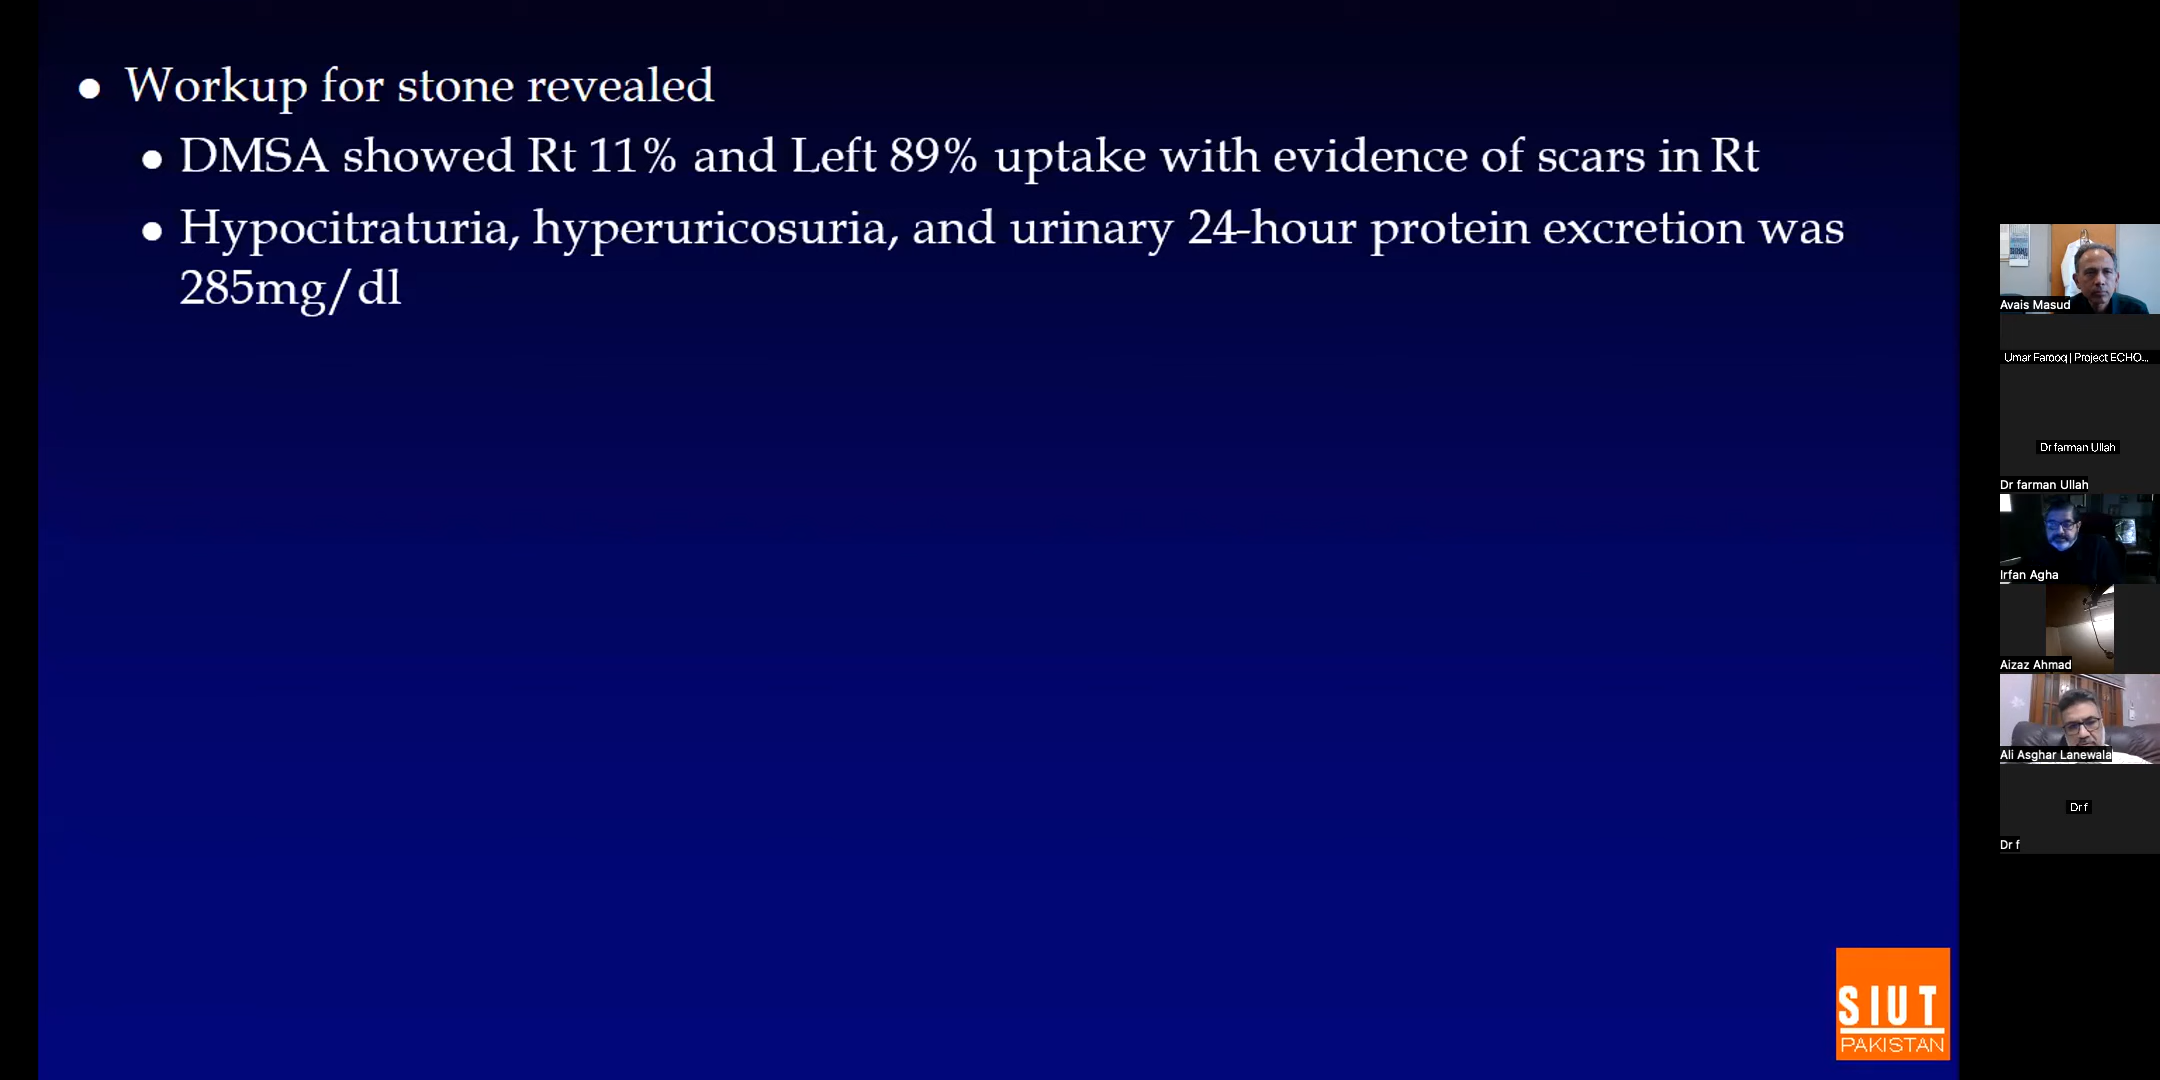 Workup for stone revealed
DMSA showed Rt 11% and Left 89% uptake with evidence of scars in Rt
Hypocitraturia, hyperuricosuria, and urinary 24-hour protein excretion was
285mg/dl
Avais Masud
Umar Farooq | Project ECHO...
Dr farman Ullah
Dr farman Ullah
Irfan Agha
Aizaz Ahmad
Ali Asghar Lanewala
Dr f
Dr f
SIUT
PAKISTAN